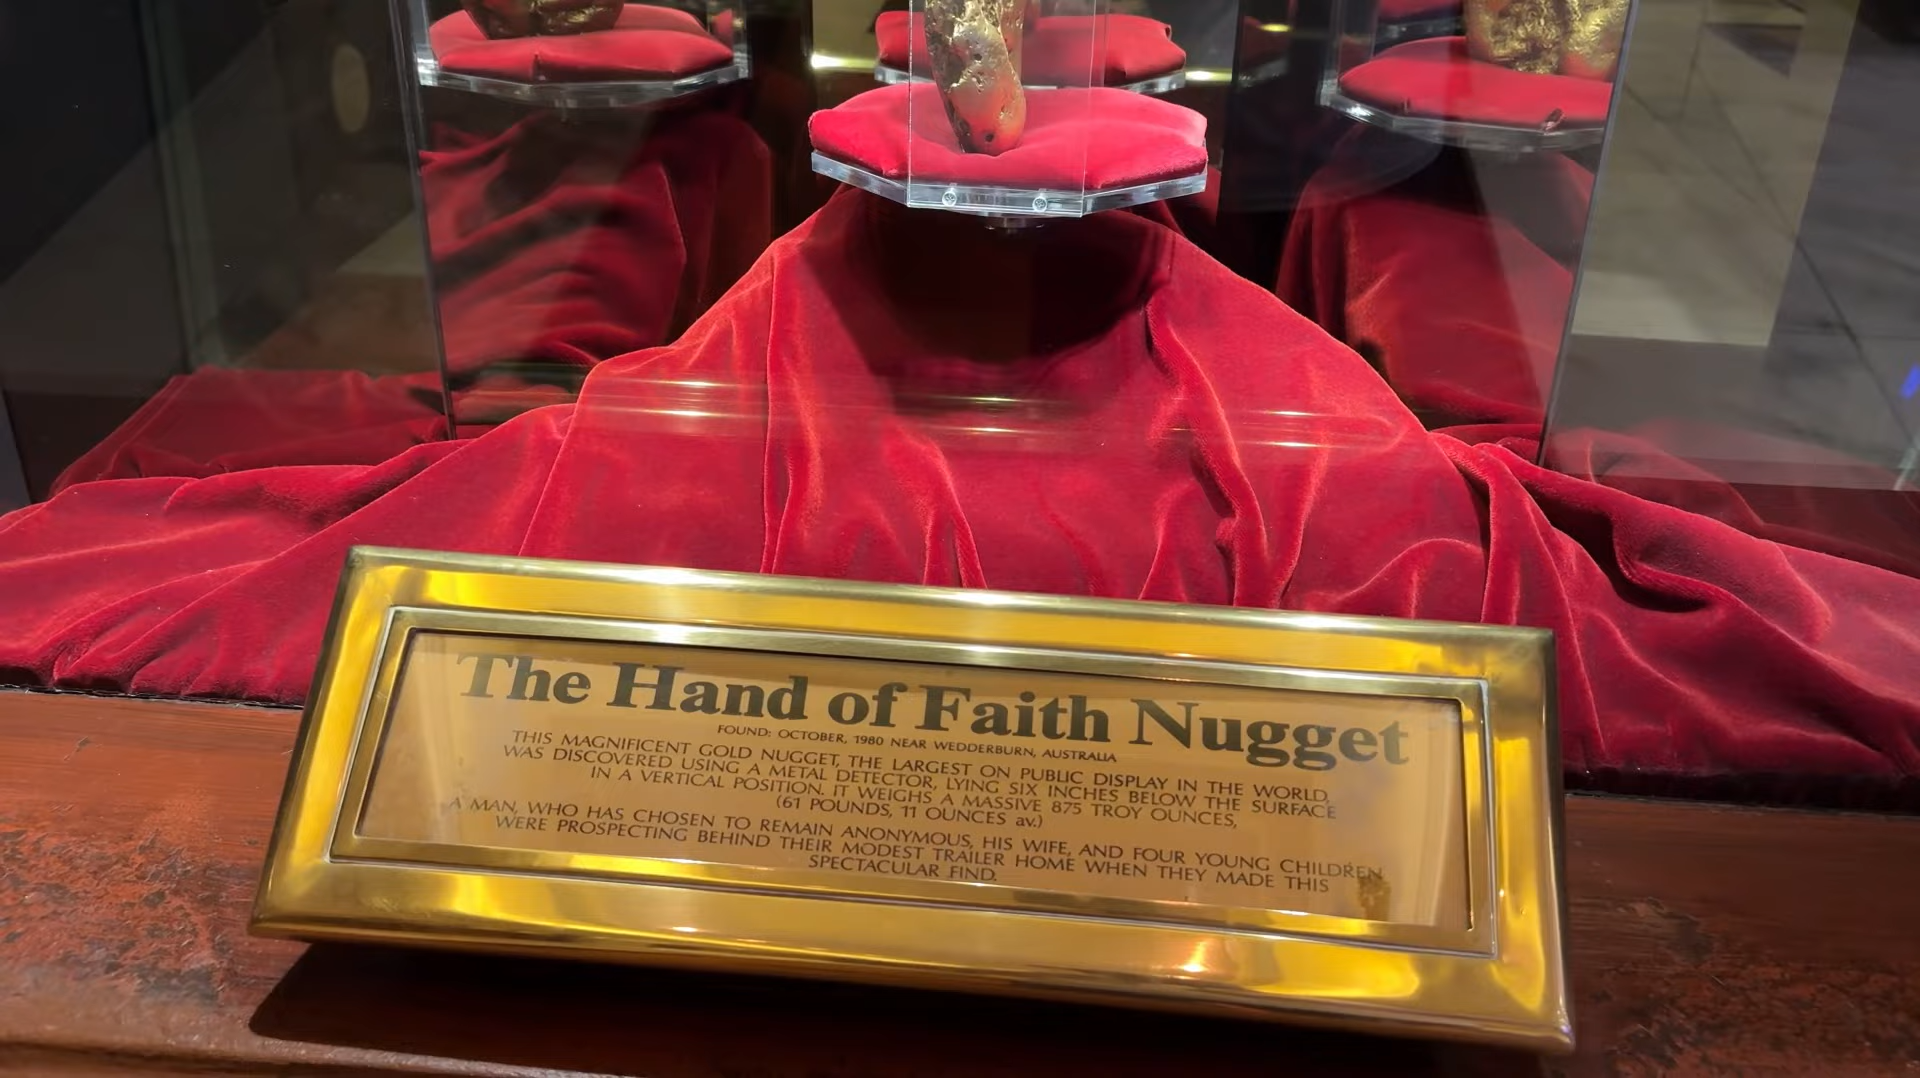 The Hand of Faith Nugget
FOUND: OCTOBER, 1980 NEAR WEDDERBURN, AUSTRALIA
THIS MAGNIFICENT GOLD NUGGET, THE LARGEST ON PUBLIC DISPLAY IN THE WORLD,
WAS DISCOVERED USING A METAL DETECTOR, LYING SIX INCHES BELOW THE SURFACE
IN A VERTICAL POSITION. IT WEIGHS A MASSIVE 875 TROY OUNCES,
(61 POUNDS, 11 OUNCES av.)
A MAN, WHO HAS CHOSEN TO REMAIN ANONYMOUS, HIS WIFE, AND FOUR YOUNG CHILDREN
WERE PROSPECTING BEHIND THEIR MODEST TRAILER HOME WHEN THEY MADE THIS
SPECTACULAR FIND.